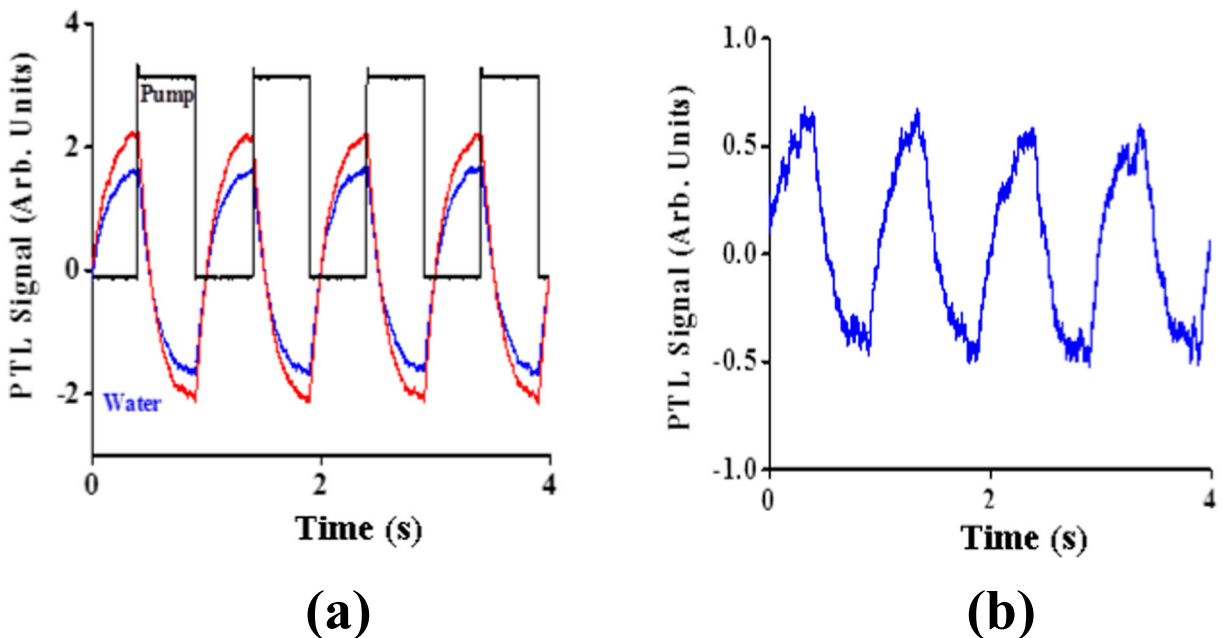 4
2
0
-2
PTL Signal (Arb. Units)
Pump
Water
0
2
4
Time (s)
(a)
1.0
0.5
0.0
-0.5
-1.0
PTL Signal (Arb. Units)
0
2
4
Time (s)
(b)